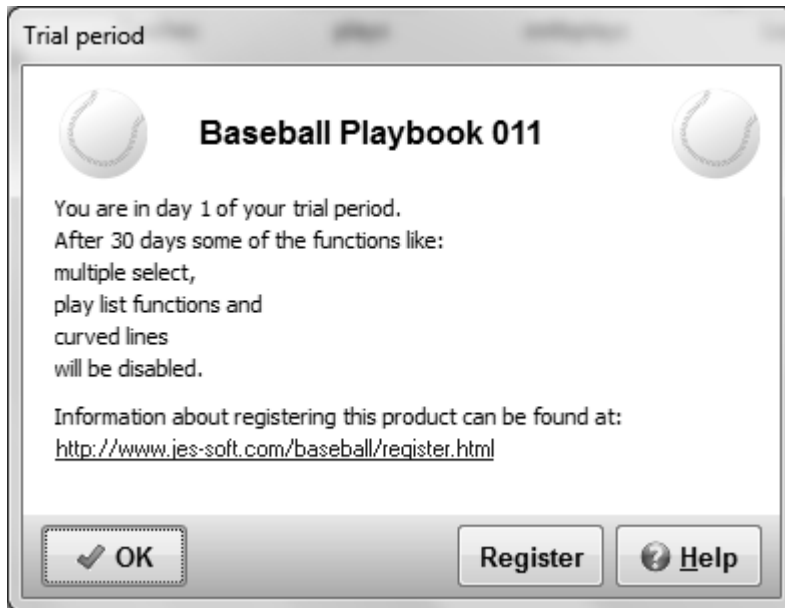 Trial period
Baseball Playbook 011
You are in day 1 of your trial period.
After 30 days some of the functions like:
multiple select,
play list functions and
curved lines
will be disabled.
Information about registering this product can be found at:
http://www.jes-soft.com/baseball/register.html
OK
Register
Help